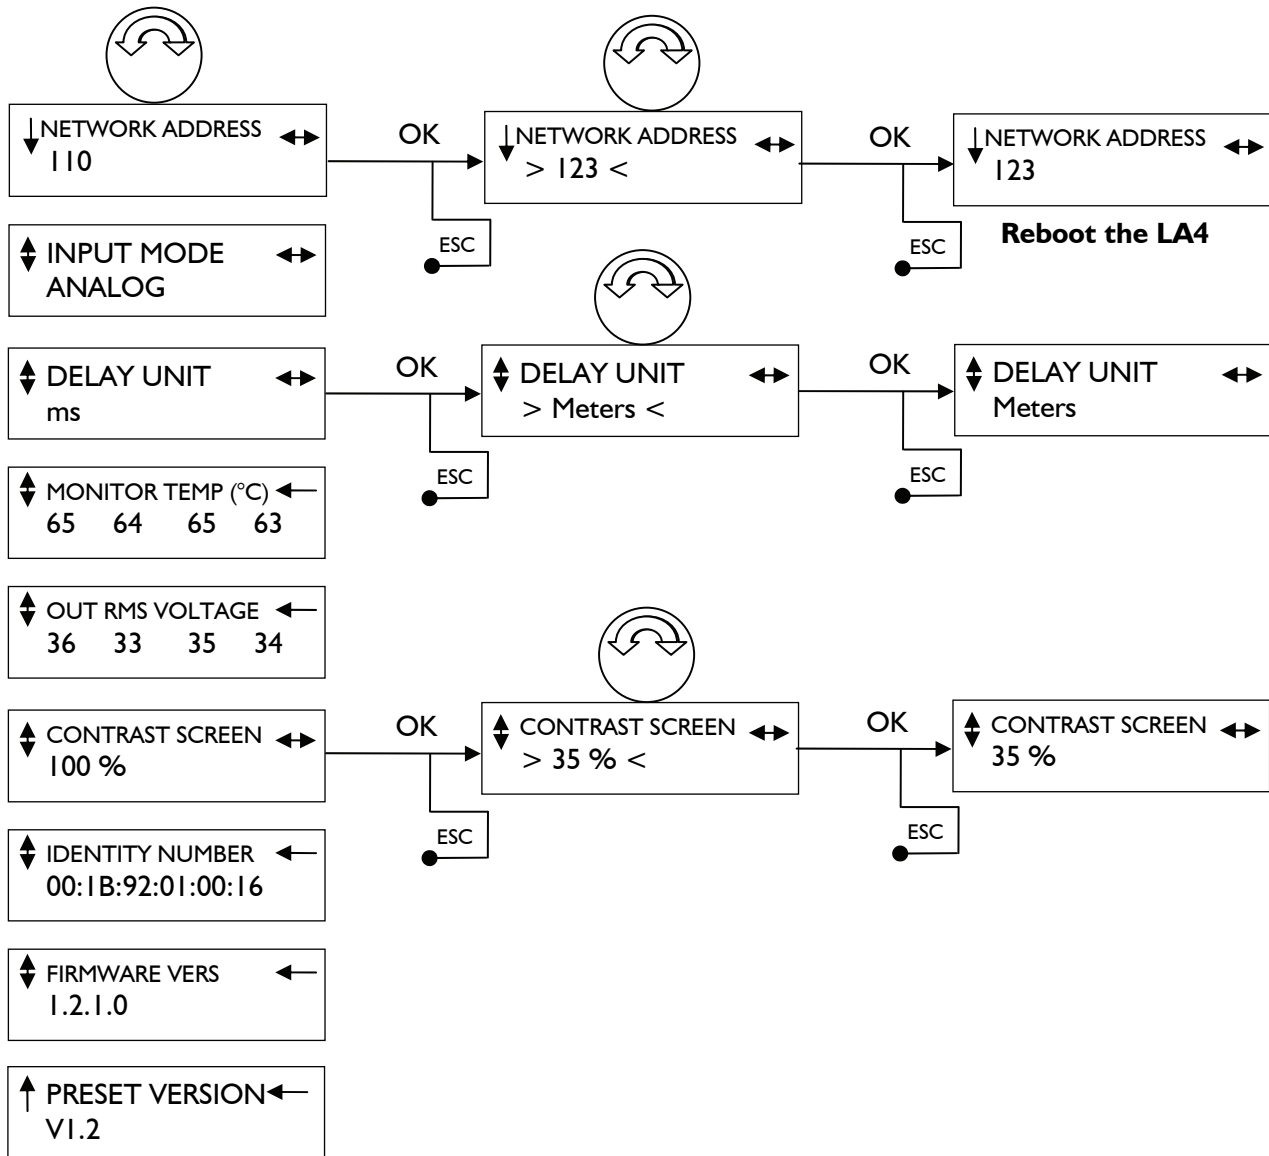 NETWORK ADDRESS
110
OK
ESC
NETWORK ADDRESS
> 123 <
OK
ESC
NETWORK ADDRESS
123
Reboot the LA4
INPUT MODE
ANALOG
DELAY UNIT
ms
OK
ESC
DELAY UNIT
> Meters <
OK
ESC
DELAY UNIT
Meters
MONITOR TEMP (°C)
65 64 65 63
OUT RMS VOLTAGE
36 33 35 34
CONTRAST SCREEN
100 %
OK
ESC
CONTRAST SCREEN
> 35 % <
OK
ESC
CONTRAST SCREEN
35 %
IDENTITY NUMBER
00:1B:92:01:00:16
FIRMWARE VERS
1.2.1.0
PRESET VERSION
V1.2